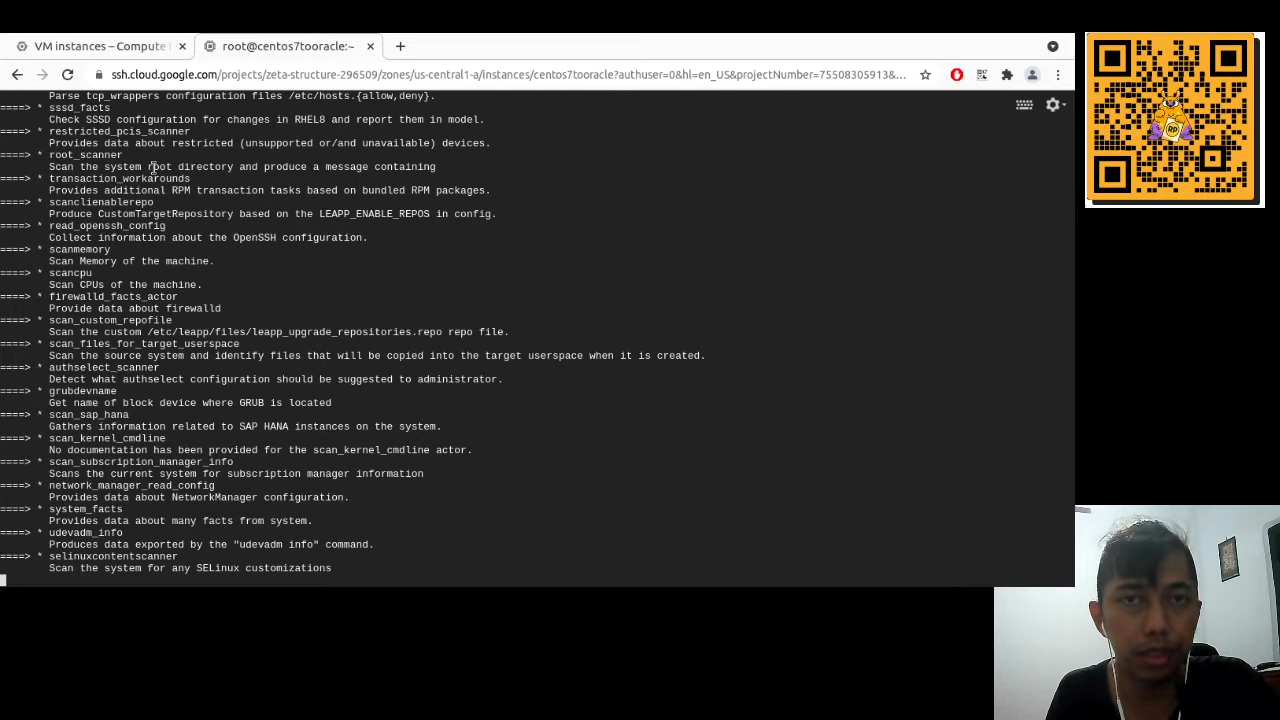 VM instances – Compute
root@centos7tooracle:~
ssh.cloud.google.com/projects/zeta-structure-296509/zones/us-central1-a/instances/centos7tooracle?authuser=0&hl=en_US&projectNumber=75508305913&...
Parse tcp_wrappers configuration files /etc/hosts.{allow,deny}.
====> * sssd_facts
Check SSSD configuration for changes in RHEL8 and report them in model.
====> * restricted_pcis_scanner
Provides data about restricted (unsupported or/and unavailable) devices.
====> * root_scanner
Scan the system root directory and produce a message containing
====> * transaction_workarounds
Provides additional RPM transaction tasks based on bundled RPM packages.
====> * scanclienablerepo
Produce CustomTargetRepository based on the LEAPP_ENABLE_REPOS in config.
====> * read_openssh_config
Collect information about the OpenSSH configuration.
====> * scanmemory
Scan Memory of the machine.
====> * scancpu
Scan CPUs of the machine.
====> * firewalld_facts_actor
Provide data about firewalld
====> * scan_custom_repofile
Scan the custom /etc/leapp/files/leapp_upgrade_repositories.repo repo file.
====> * scan_files_for_target_userspace
Scan the source system and identify files that will be copied into the target userspace when it is created.
====> * authselect_scanner
Detect what authselect configuration should be suggested to administrator.
====> * grubdevname
Get name of block device where GRUB is located
====> * scan_sap_hana
Gathers information related to SAP HANA instances on the system.
====> * scan_kernel_cmdline
No documentation has been provided for the scan_kernel_cmdline actor.
====> * scan_subscription_manager_info
Scans the current system for subscription manager information
====> * network_manager_read_config
Provides data about NetworkManager configuration.
====> * system_facts
Provides data about many facts from system.
====> * udevadm_info
Produces data exported by the "udevadm info" command.
====> * selinuxcontentscanner
Scan the system for any SELinux customizations
RP